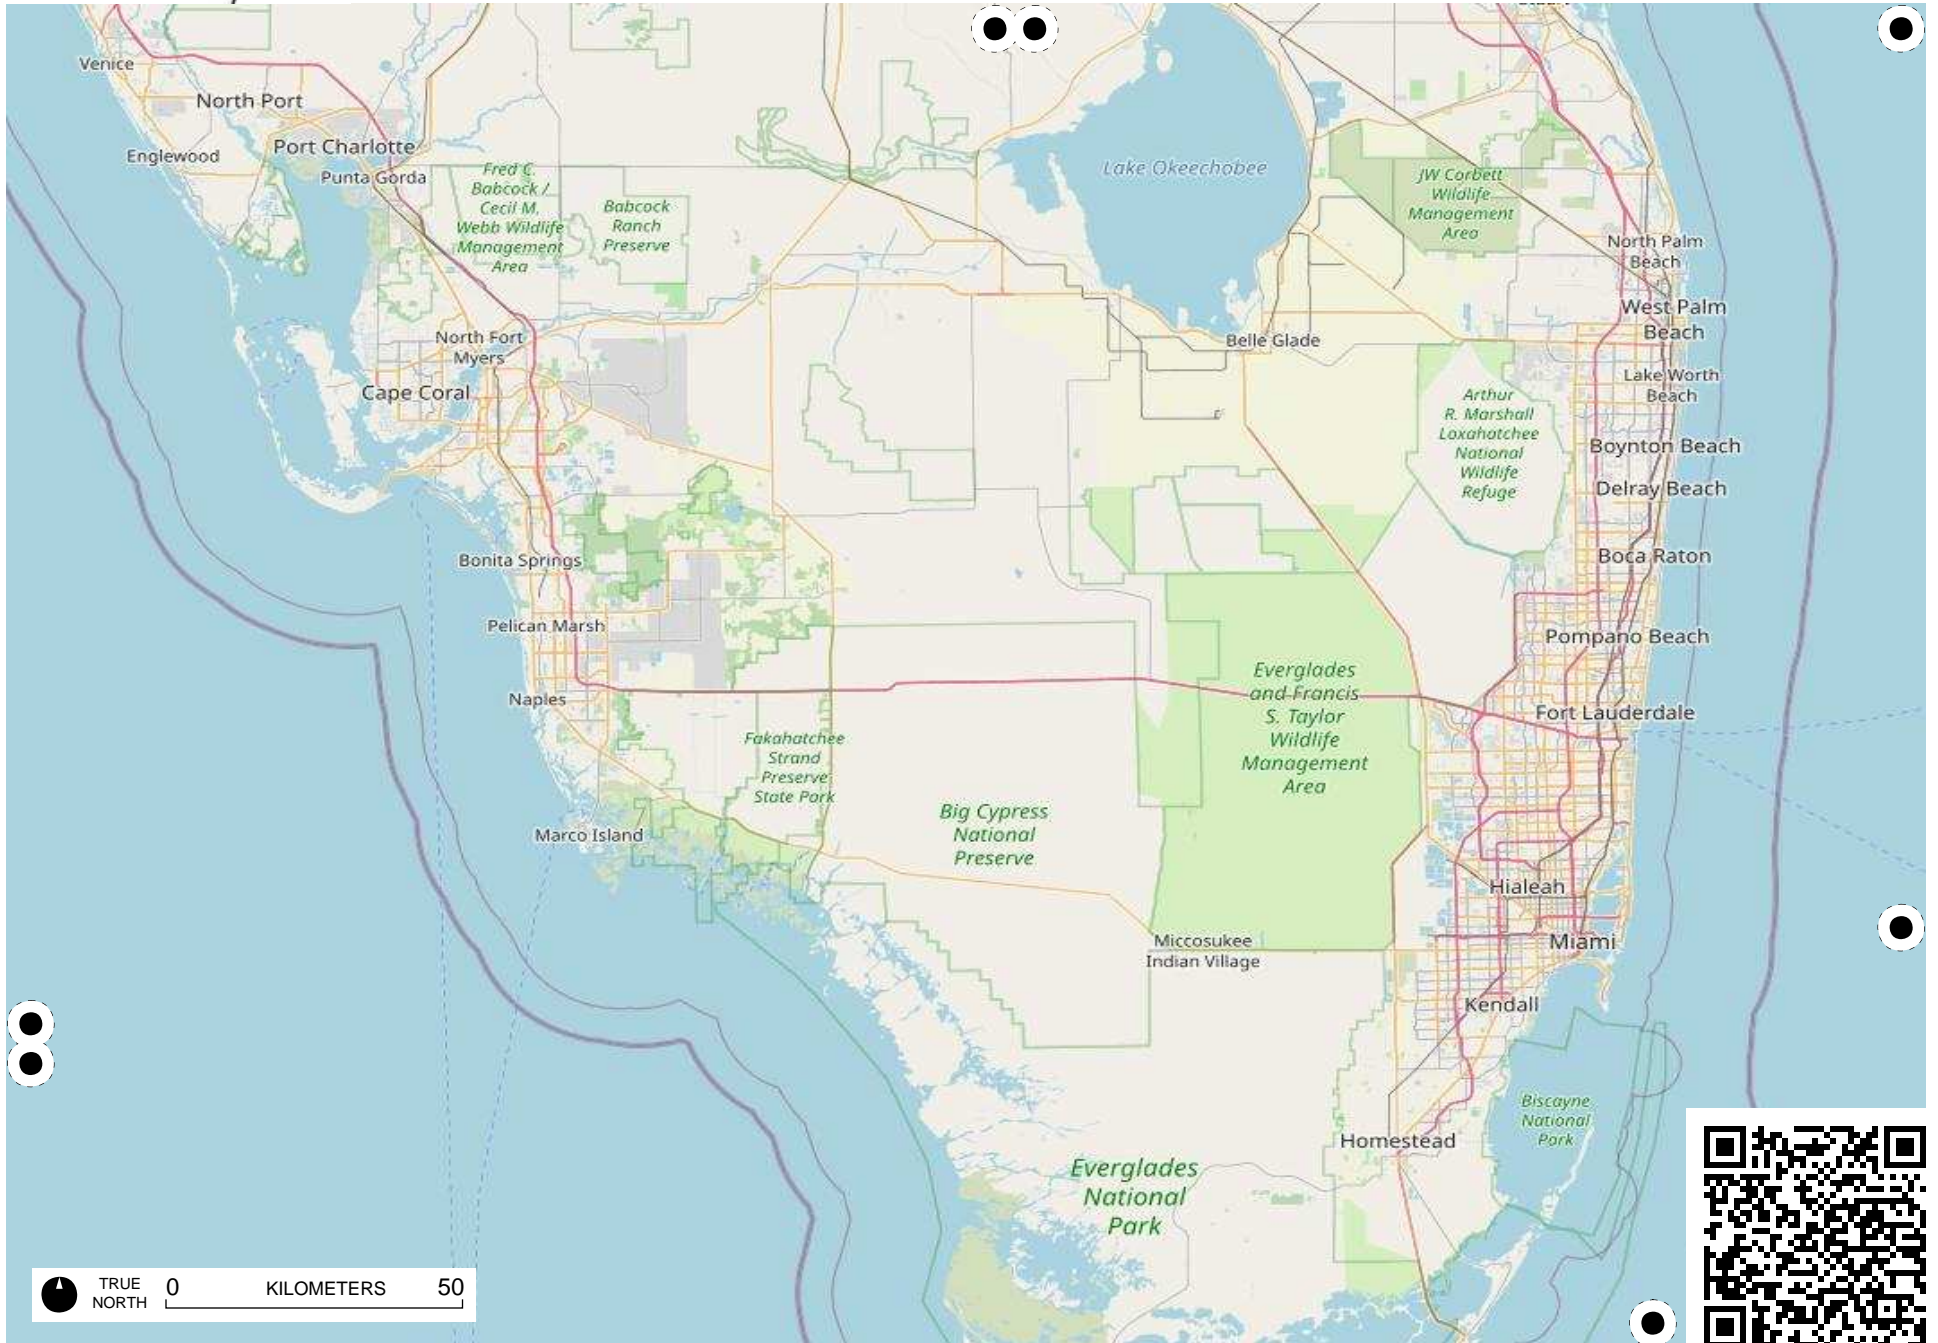 Venice
North Port
Port Charlotte
Englewood
Punta Gorda
Fred C.
Babcock /
Cecil M.
Webb Wildlife
Management
Area
Babcock
Ranch
Preserve
Lake Okeechobee
JW Corbett
Wildlife
Management
Area
North Palm
Beach
West Palm
Beach
North Fort
Myers
Belle Glade
Cape Coral
Lake Worth
Beach
Arthur
R. Marshall
Loxahatchee
National
Wildlife
Refuge
Boynton Beach
Delray Beach
Bonita Springs
Boca Raton
Pelican Marsh
Pompano Beach
Naples
Everglades
and Francis
S. Taylor
Wildlife
Management
Area
Fort Lauderdale
Fakahatchee
Strand
Preserve
State Park
Big Cypress
National
Preserve
Marco Island
Hialeah
Miccosukee
Indian Village
Miami
Kendall
Biscayne
National
Park
Homestead
Everglades
National
Park
TRUE
NORTH
0 KILOMETERS 50